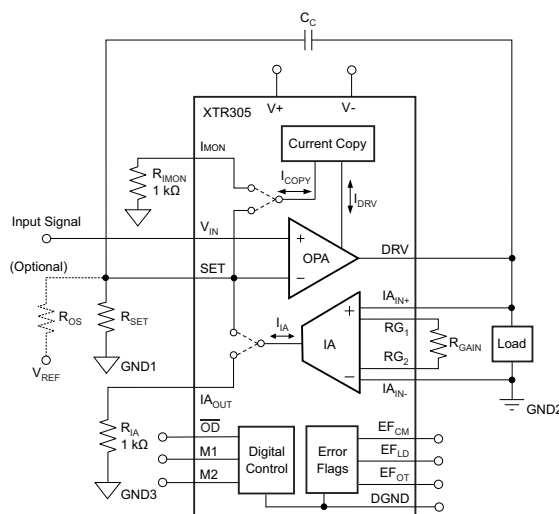 C_C
XTR305
V+
V-
I_MON
Current Copy
R_IMON
1 kΩ
I_COPY
I_DRV
Input Signal
V_IN
+
OPA
DRV
(Optional)
SET
−
R_OS
R_SET
I_IA
+
IA
−
IA_IN+
RG_1
R_GAIN
RG_2
IA_IN-
Load
V_REF
GND1
GND2
IA_OUT
R_IA
1 kΩ
GND3
OD
M1
M2
Digital
Control
Error
Flags
EF_CM
EF_LD
EF_OT
DGND